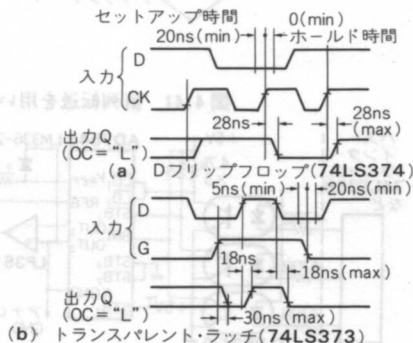 セットアップ時間
0(min)
20ns(min)
ホールド時間
入力
D
CK
28ns
28ns
(max)
出力Q
(OC="L")
(a) Dフリップフロップ(74LS374)
5ns(min)
20ns(min)
入力
D
G
18ns
18ns(max)
出力Q
(OC="L")
30ns(max)
(b) トランスパレント・ラッチ(74LS373)